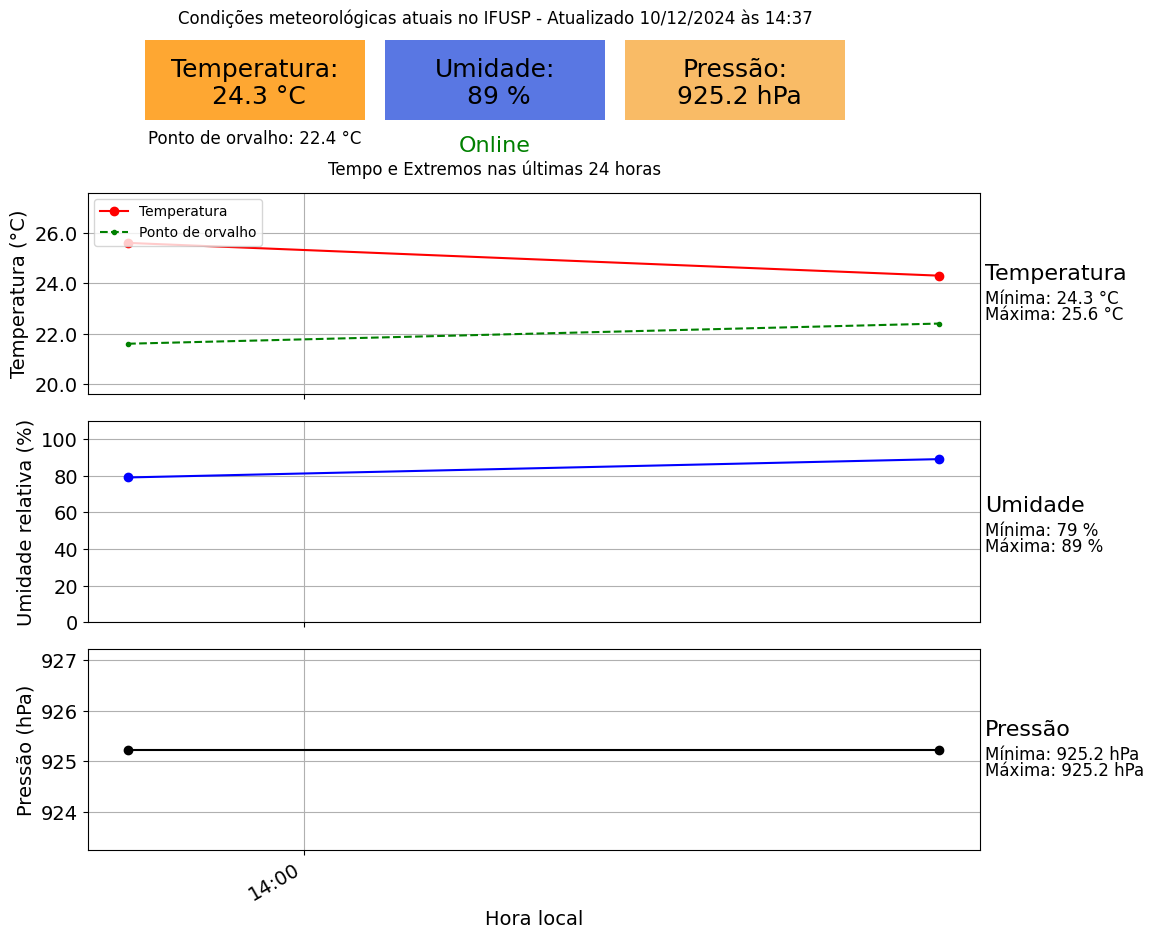 Condições meteorológicas atuais no IFUSP - Atualizado 10/12/2024 às 14:37
Temperatura:
24.3 °C
Umidade:
89 %
Pressão:
925.2 hPa
Ponto de orvalho: 22.4 °C
Online
Tempo e Extremos nas últimas 24 horas
Temperatura (°C)
26.0
24.0
22.0
20.0
Temperatura
Ponto de orvalho
Temperatura
Mínima: 24.3 °C
Máxima: 25.6 °C
Umidade relativa (%)
100
80
60
40
20
0
Umidade
Mínima: 79 %
Máxima: 89 %
Pressão (hPa)
927
926
925
924
Pressão
Mínima: 925.2 hPa
Máxima: 925.2 hPa
14:00
Hora local